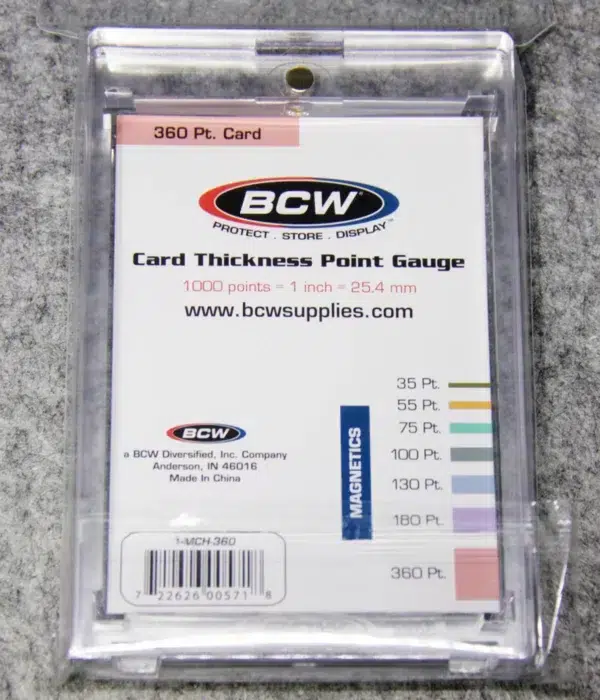 360 Pt. Card
BCW®
PROTECT . STORE . DISPLAY™
Card Thickness Point Gauge
1000 points = 1 inch = 25.4 mm
www.bcwsupplies.com
35 Pt.
55 Pt.
75 Pt.
100 Pt.
130 Pt.
180 Pt.
360 Pt.
MAGNETICS
BCW
a BCW Diversified, Inc. Company
Anderson, IN 46016
Made In China
1-MCH-360
7 22626 00571 8